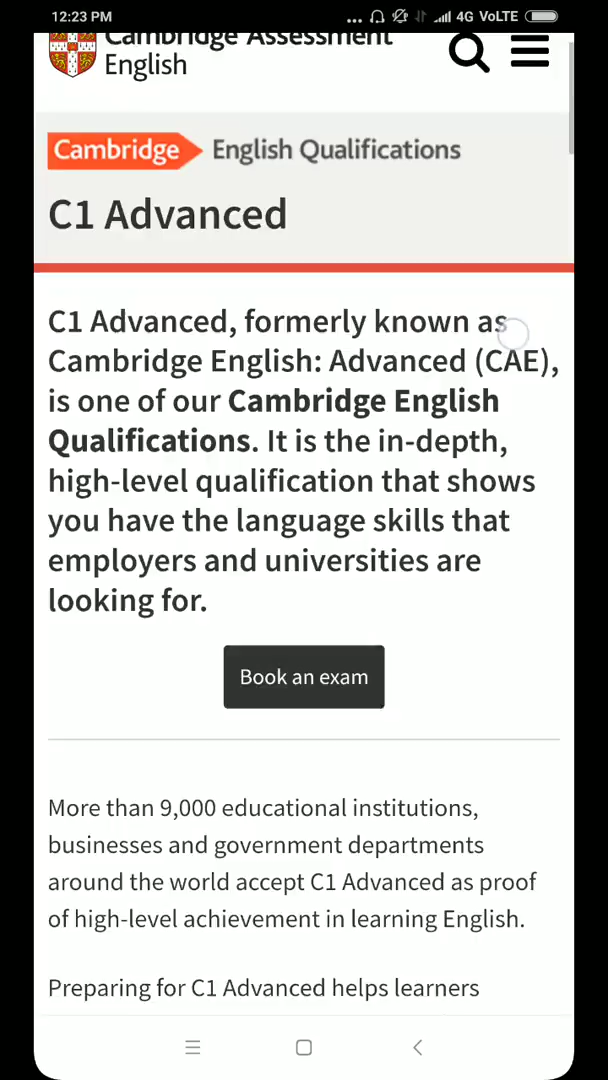 12:23 PM ... 4G VoLTE
Cambridge Assessment
English
Cambridge English Qualifications
C1 Advanced
C1 Advanced, formerly known as
Cambridge English: Advanced (CAE),
is one of our Cambridge English
Qualifications. It is the in-depth,
high-level qualification that shows
you have the language skills that
employers and universities are
looking for.
Book an exam
More than 9,000 educational institutions,
businesses and government departments
around the world accept C1 Advanced as proof
of high-level achievement in learning English.
Preparing for C1 Advanced helps learners